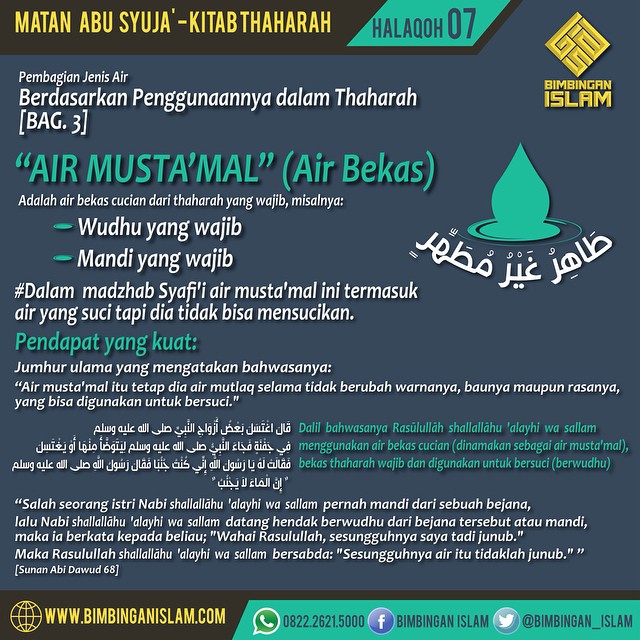 MATAN ABU SYUJA'-KITAB THAHARAH
HALAQOH 07
BIMBINGAN
ISLAM
Pembagian Jenis Air
Berdasarkan Penggunaannya dalam Thaharah
[BAG. 3]
“AIR MUSTA’MAL” (Air Bekas)
Adalah air bekas cucian dari thaharah yang wajib, misalnya:
Wudhu yang wajib
Mandi yang wajib
طَاهِرُ غَيْرُ مُطَهِّرٍ
#Dalam madzhab Syafi'i air musta'mal ini termasuk
air yang suci tapi dia tidak bisa mensucikan.
Pendapat yang kuat:
Jumhur ulama yang mengatakan bahwasanya:
“Air musta'mal itu tetap dia air mutlaq selama tidak berubah warnanya, baunya maupun rasanya,
yang bisa digunakan untuk bersuci."
قَالَ اغْتَسَلَ بَعْضُ أَزْوَاجِ النَّبِيِّ صلى الله عليه وسلم
فِي جَفْنَةٍ فَجَاءَ النَّبِيُّ صلى الله عليه وسلم لِيَتَوَضَّأَ مِنْهَا أَوْ يَغْتَسِلَ
فَقَالَتْ لَهُ يَا رَسُولَ اللَّهِ إِنِّي كُنْتُ جُنُبًا فَقَالَ رَسُولُ اللَّهِ صلى الله عليه وسلم
" إِنَّ الْمَاءَ لاَ يَجْنُبُ "
Dalil bahwasanya Rasūlullāh shallallāhu 'alayhi wa sallam
menggunakan air bekas cucian (dinamakan sebagai air musta'mal),
bekas thaharah wajib dan digunakan untuk bersuci (berwudhu)
“Salah seorang istri Nabi shallallāhu 'alayhi wa sallam pernah mandi dari sebuah bejana,
lalu Nabi shallallāhu 'alayhi wa sallam datang hendak berwudhu dari bejana tersebut atau mandi,
maka ia berkata kepada beliau; "Wahai Rasulullah, sesungguhnya saya tadi junub."
Maka Rasulullah shallallāhu 'alayhi wa sallam bersabda: "Sesungguhnya air itu tidaklah junub." ”
[Sunan Abi Dawud 68]
WWW.BIMBINGANISLAM.COM
0822.2621.5000
BIMBINGAN ISLAM
@BIMBINGAN_ISLAM